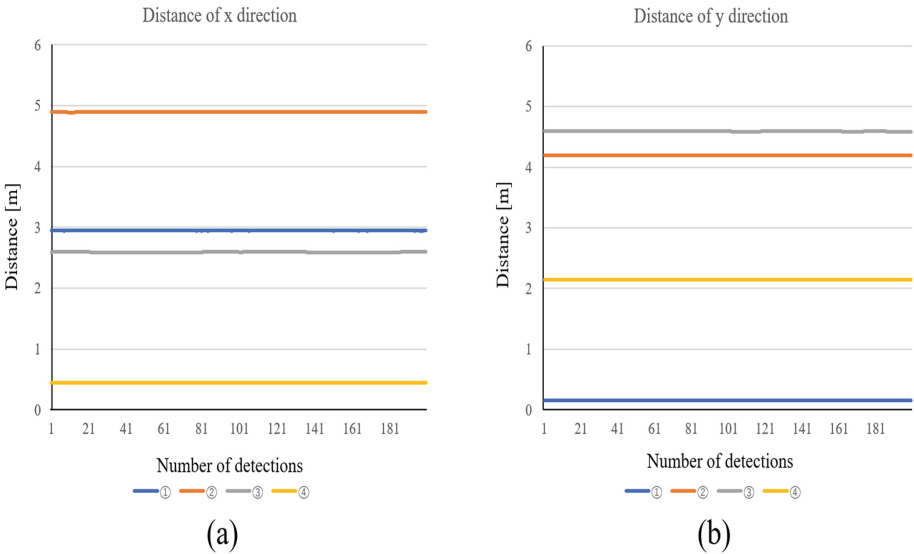 Distance of x direction
6
5
4
3
2
1
0
Distance [m]
1 21 41 61 81 101 121 141 161 181
Number of detections
① ② ③ ④
(a)
Distance of y direction
6
5
4
3
2
1
0
Distance [m]
1 21 41 61 81 101 121 141 161 181
Number of detections
① ② ③ ④
(b)